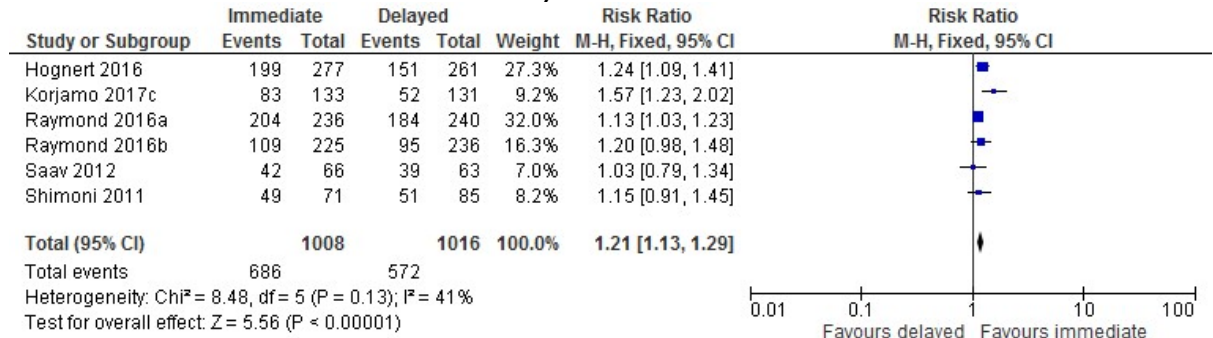 Immediate Delayed Risk Ratio Risk Ratio
Study or Subgroup Events Total Events Total Weight M-H, Fixed, 95% CI M-H, Fixed, 95% CI
Hognert 2016 199 277 151 261 27.3% 1.24 [1.09, 1.41]
Korjamo 2017c 83 133 52 131 9.2% 1.57 [1.23, 2.02]
Raymond 2016a 204 236 184 240 32.0% 1.13 [1.03, 1.23]
Raymond 2016b 109 225 95 236 16.3% 1.20 [0.98, 1.48]
Saav 2012 42 66 39 63 7.0% 1.03 [0.79, 1.34]
Shimoni 2011 49 71 51 85 8.2% 1.15 [0.91, 1.45]
Total (95% CI) 1008 1016 100.0% 1.21 [1.13, 1.29]
Total events 686 572
Heterogeneity: Chi² = 8.48, df = 5 (P = 0.13); I² = 41%
Test for overall effect: Z = 5.56 (P < 0.00001)
0.01 0.1 1 10 100
Favours delayed Favours immediate